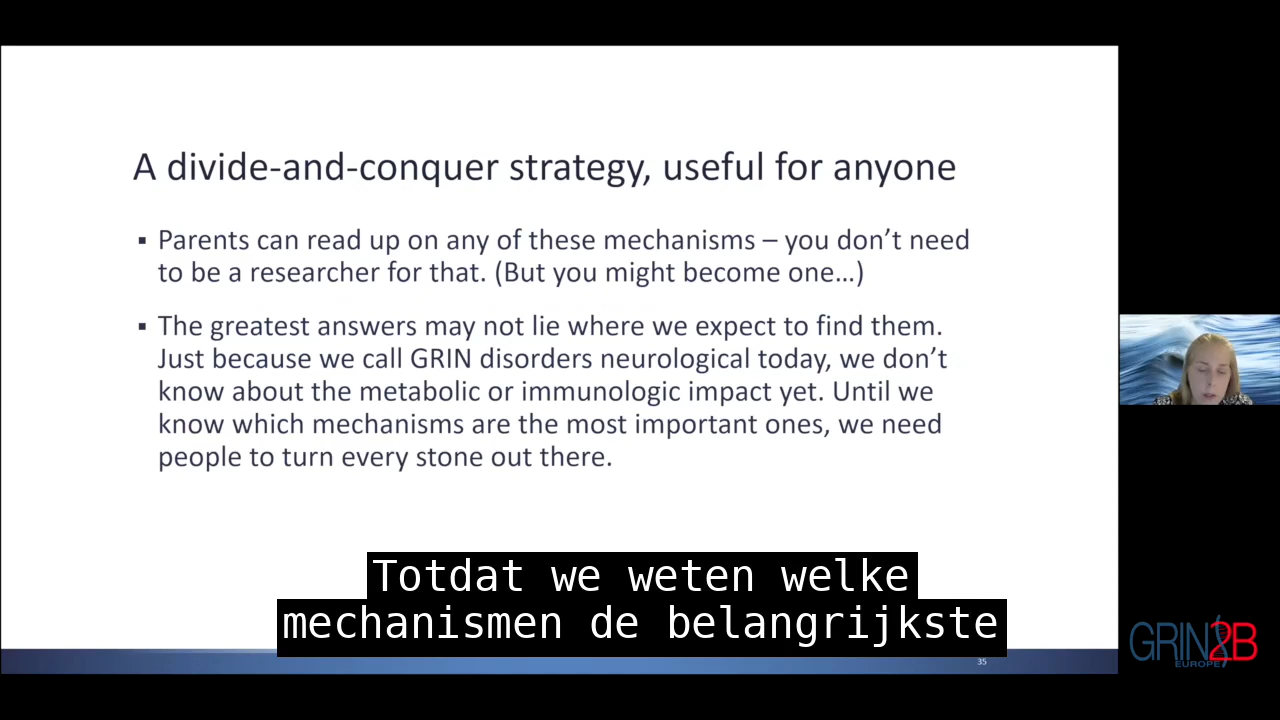 A divide-and-conquer strategy, useful for anyone
▪ Parents can read up on any of these mechanisms – you don’t need
to be a researcher for that. (But you might become one…)
▪ The greatest answers may not lie where we expect to find them.
Just because we call GRIN disorders neurological today, we don’t
know about the metabolic or immunologic impact yet. Until we
know which mechanisms are the most important ones, we need
people to turn every stone out there.
Totdat we weten welke
mechanismen de belangrijkste
35
GRIN2B
EUROPE